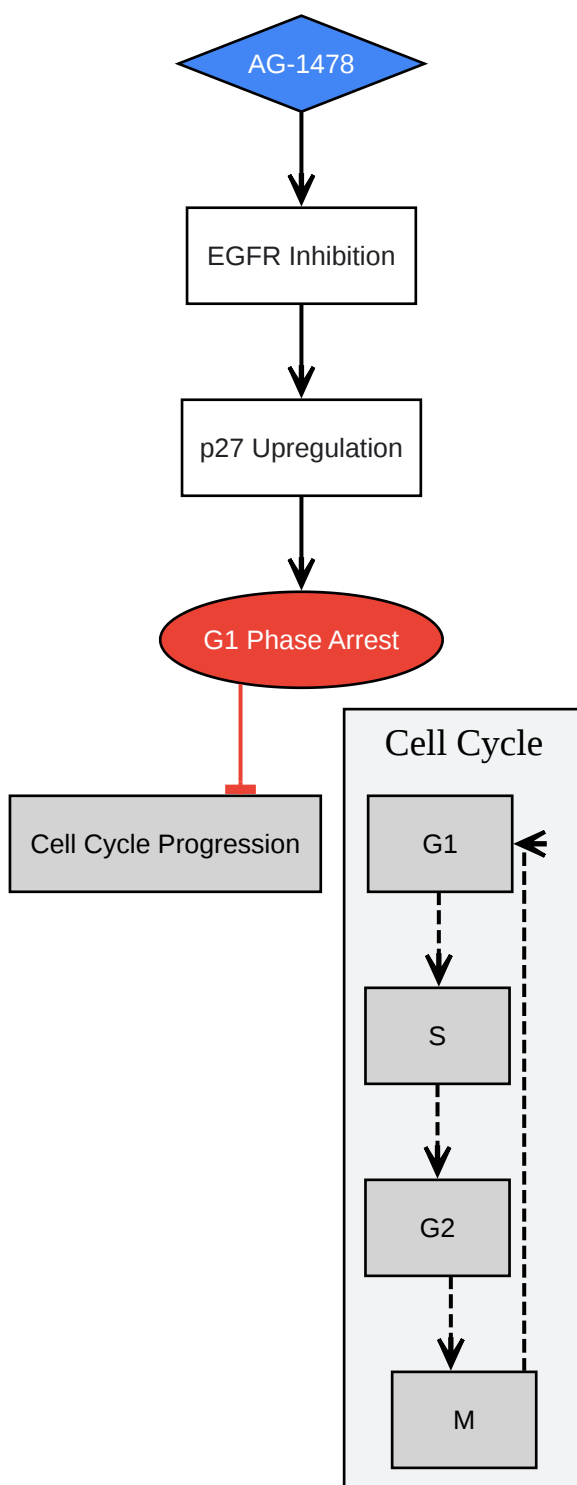 AG-1478
EGFR Inhibition
p27 Upregulation
G1 Phase Arrest
Cell Cycle
Cell Cycle Progression
G1
S
G2
M